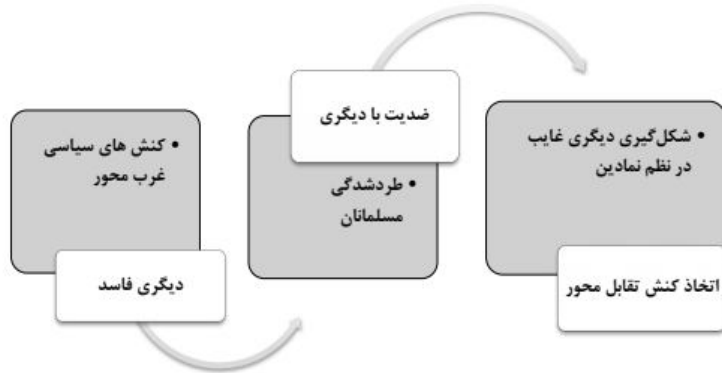 • کنش های سیاسی
غرب محور
دیگری فاسد
ضدیت با دیگری
• طردشدگی
مسلمانان
• شکل‌گیری دیگری غایب
در نظم نمادین
اتخاذ کنش تقابل محور